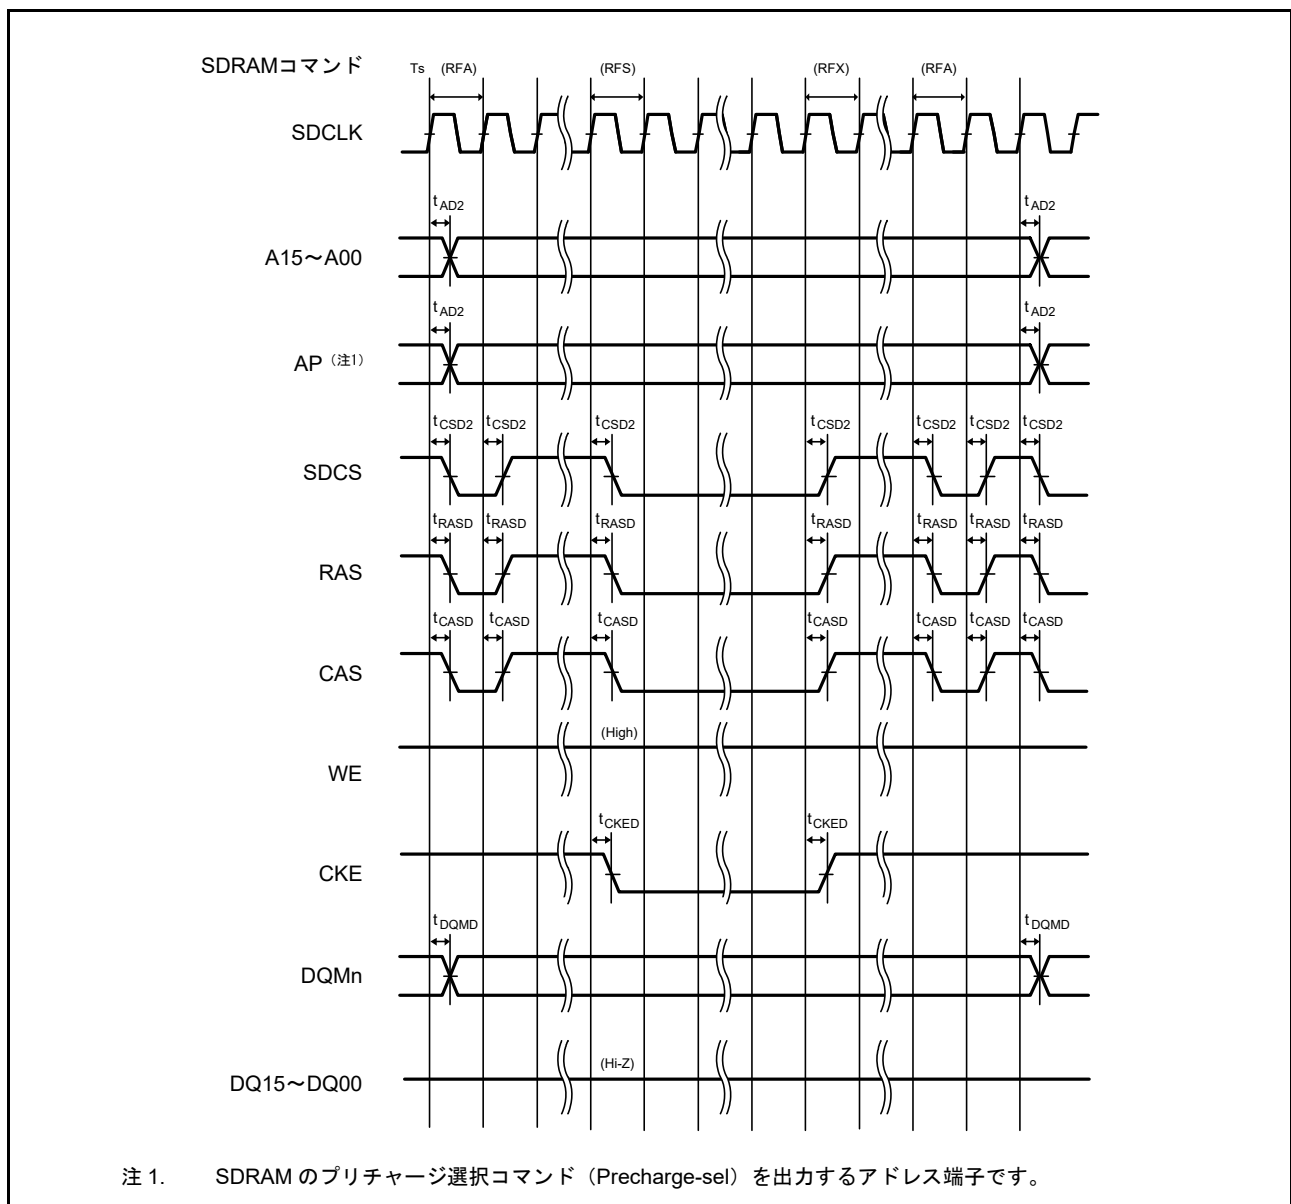 SDRAMコマンド Ts (RFA) (RFS) (RFX) (RFA)
SDCLK
tAD2 tAD2
A15～A00
tAD2 tAD2
AP（注1）
tCSD2 tCSD2 tCSD2 tCSD2 tCSD2 tCSD2 tCSD2
SDCS
tRASD tRASD tRASD tRASD tRASD tRASD tRASD
RAS
tCASD tCASD tCASD tCASD tCASD tCASD tCASD
CAS
(High)
WE
tCKED tCKED
CKE
tDQMD tDQMD
DQMn
(Hi-Z)
DQ15～DQ00
注 1. SDRAM のプリチャージ選択コマンド（Precharge-sel）を出力するアドレス端子です。